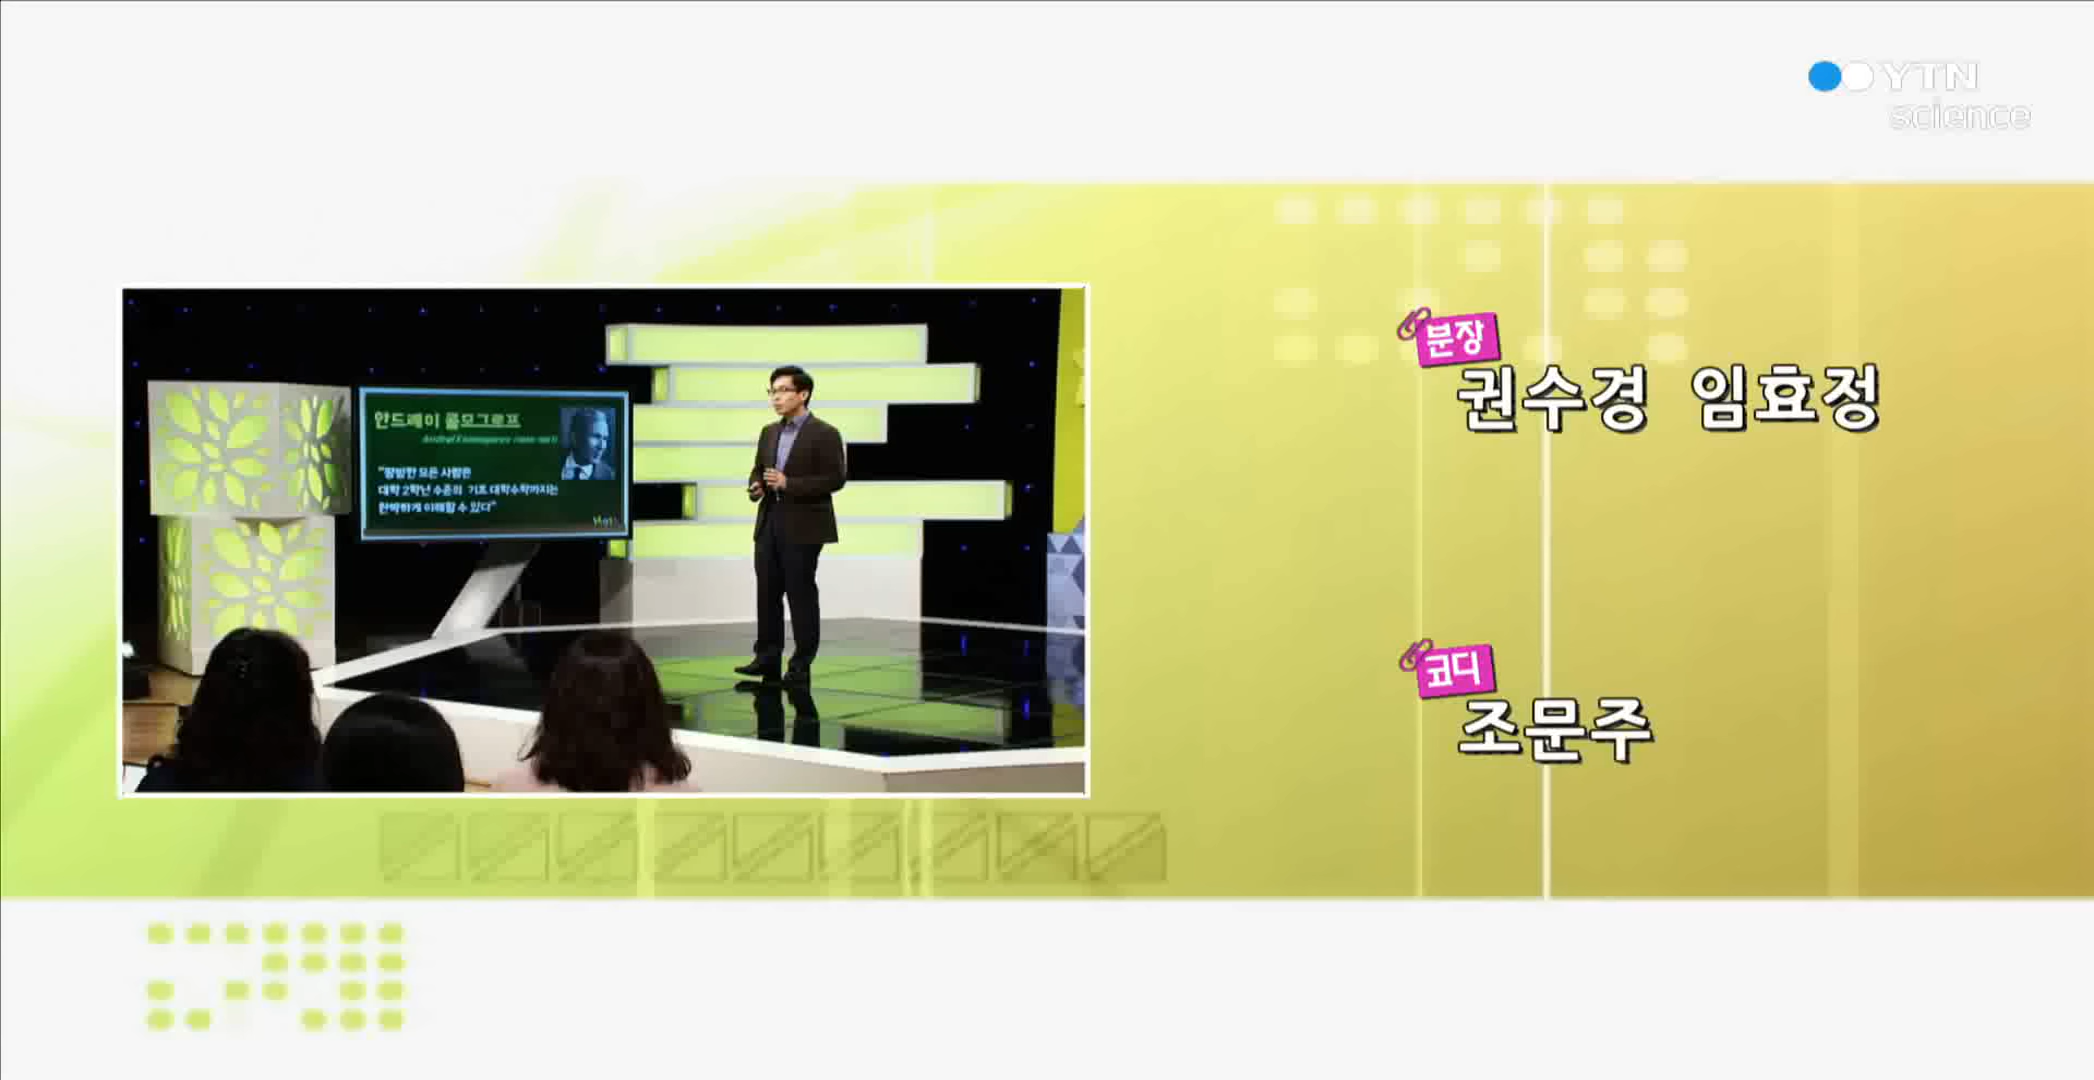 YTN
science
안드레이 콜모그로프
"평범한 모든 사람은
대학 2학년 수준의 기초 대학수학까지는
완벽하게 이해할 수 있다"
분장
권수경 임효정
코디
조문주